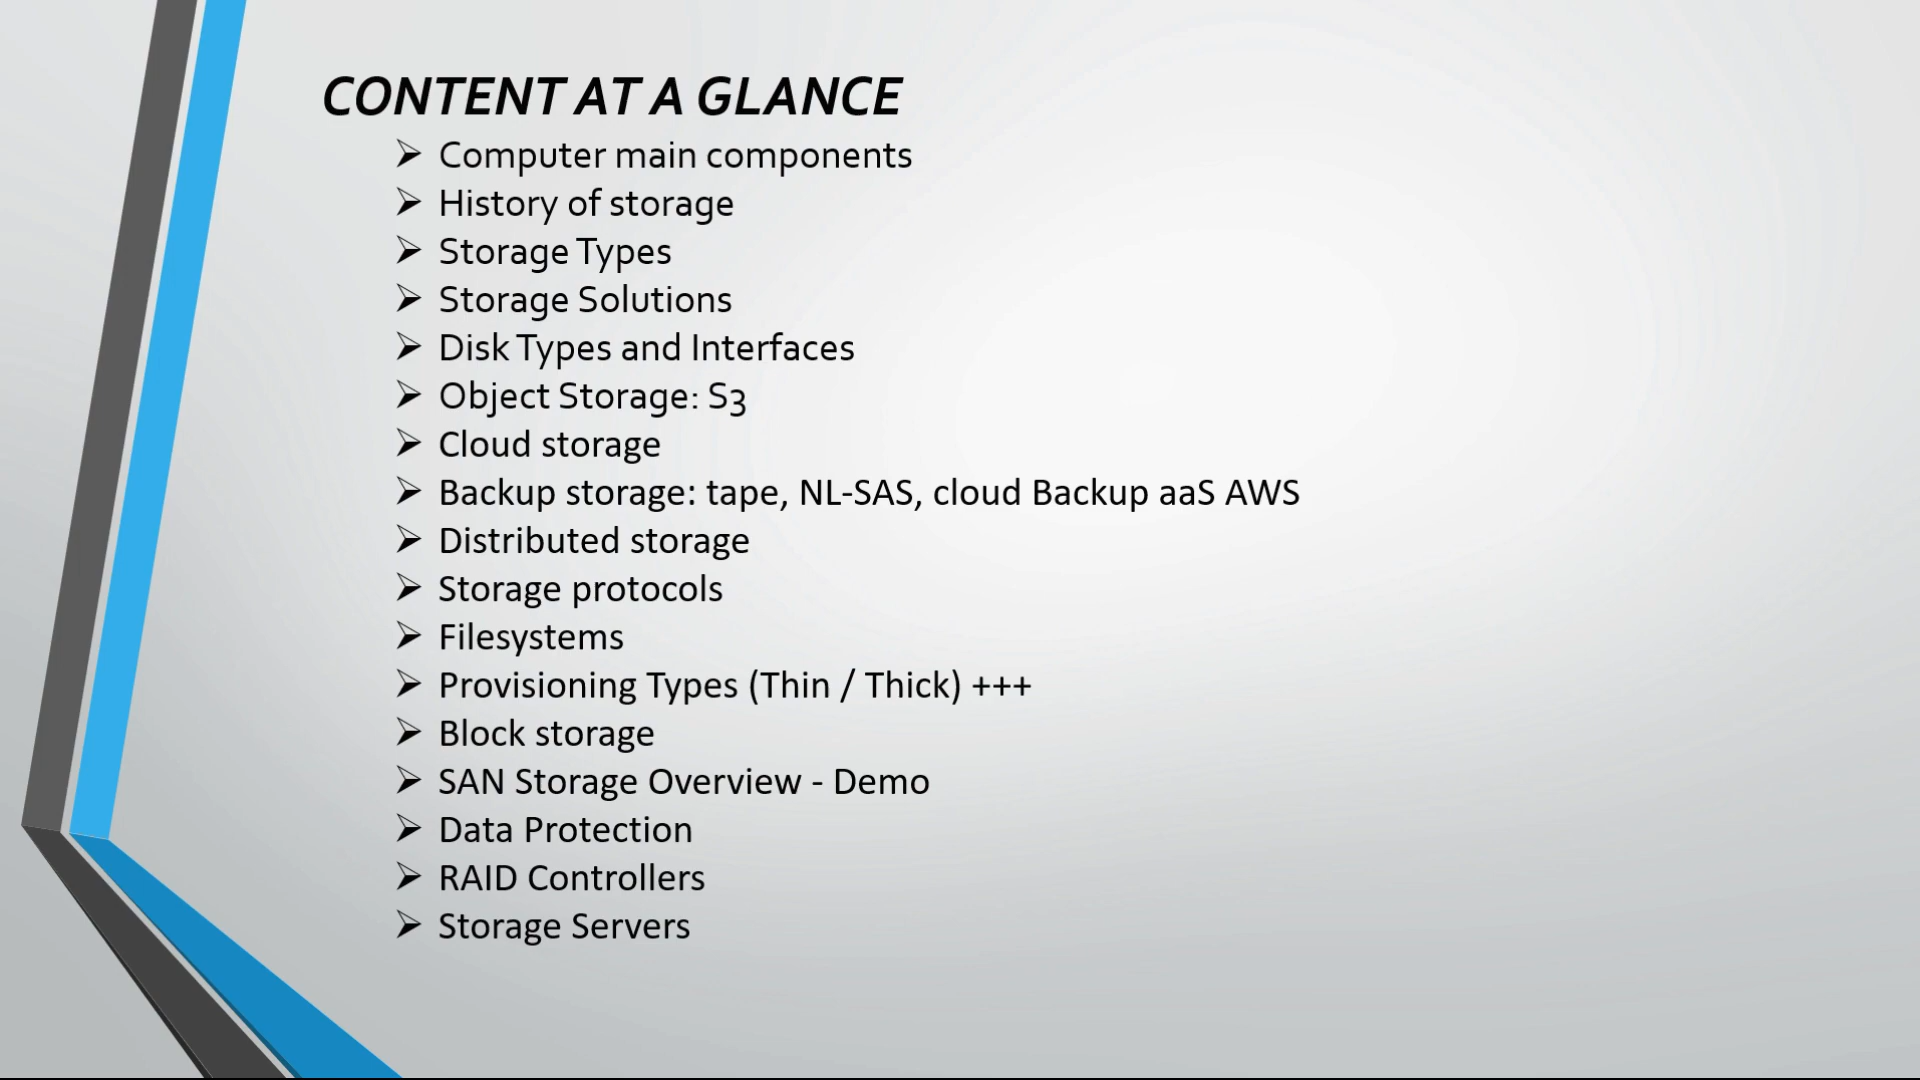 CONTENT AT A GLANCE
➢ Computer main components
➢ History of storage
➢ Storage Types
➢ Storage Solutions
➢ Disk Types and Interfaces
➢ Object Storage: S3
➢ Cloud storage
➢ Backup storage: tape, NL-SAS, cloud Backup aaS AWS
➢ Distributed storage
➢ Storage protocols
➢ Filesystems
➢ Provisioning Types (Thin / Thick) +++
➢ Block storage
➢ SAN Storage Overview - Demo
➢ Data Protection
➢ RAID Controllers
➢ Storage Servers